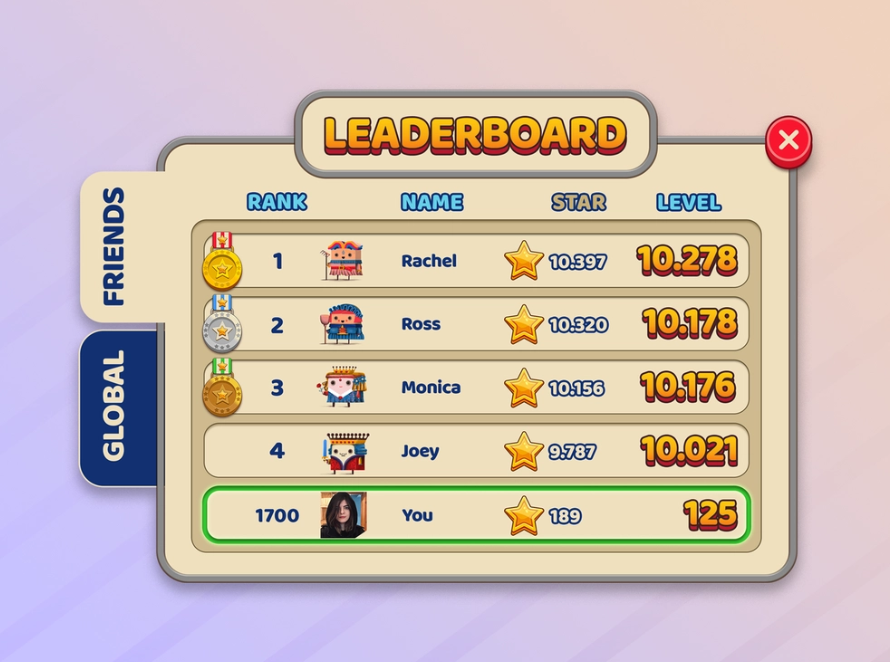 LEADERBOARD
RANK NAME STAR LEVEL
FRIENDS
GLOBAL
1 Rachel 10.397 10.278
2 Ross 10.320 10.178
3 Monica 10.156 10.176
4 Joey 9.787 10.021
1700 You 189 125